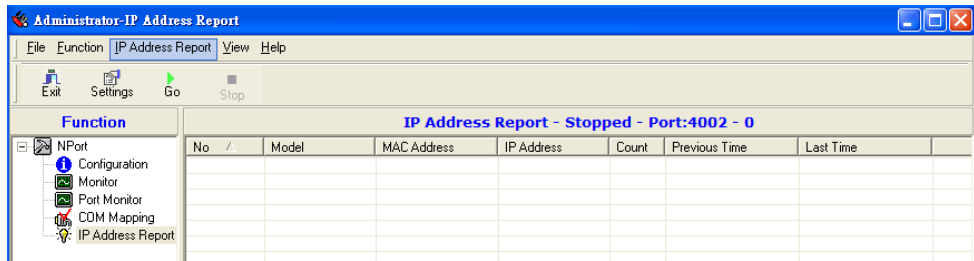 Administrator-IP Address Report
File Function IP Address Report View Help
Exit Settings Go Stop
Function
IP Address Report - Stopped - Port:4002 - 0
No Model MAC Address IP Address Count Previous Time Last Time
NPort
Configuration
Monitor
Port Monitor
COM Mapping
IP Address Report